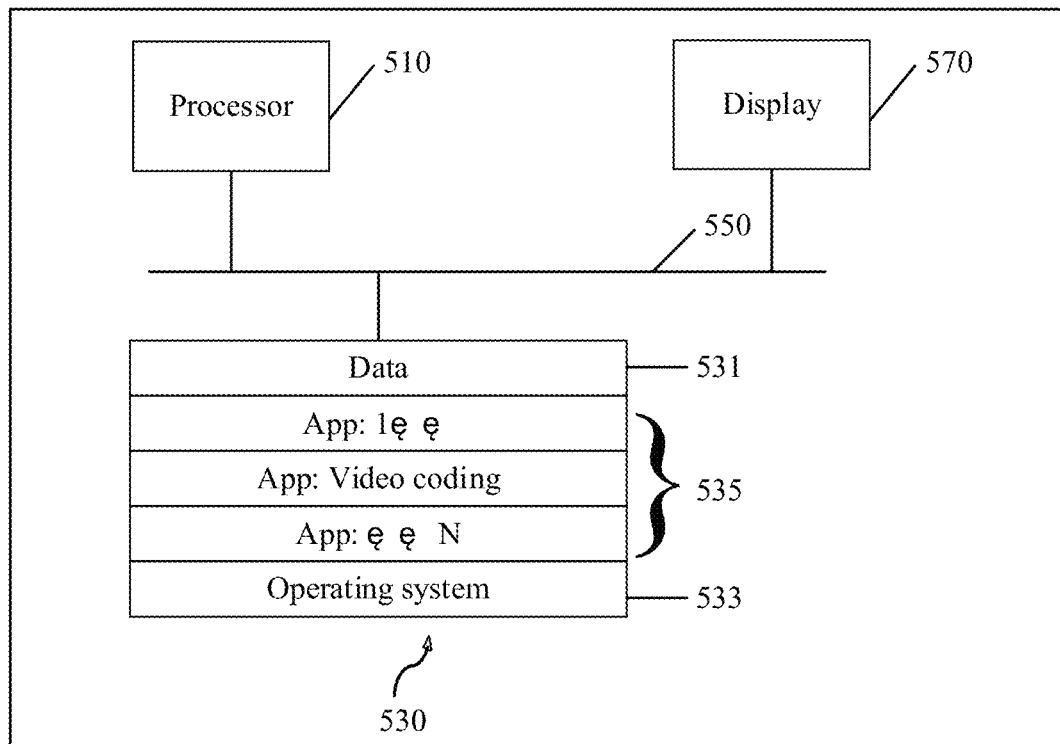 Processor
510
Display
570
550
Data
531
App: 1ę ę
App: Video coding
App: ę ę N
535
Operating system
533
530